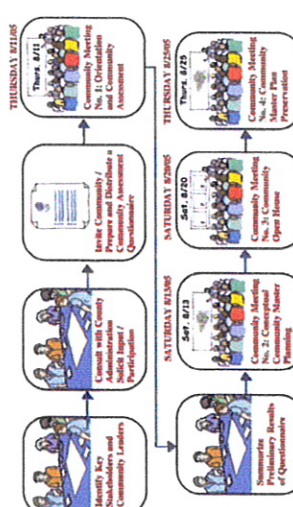 Identify Key
Stakeholders and
Community Leaders
Consult with County
Administration
Solicit Input /
Participation
Invite Community /
Prepare and Distribute a
Community Assessment
Questionnaire
THURSDAY 8/11/05
Thurs. 8/11
Community Meeting
No. 1: Orientation
and Community
Assessment
Summarize
Preliminary Results
of Questionnaire
SATURDAY 8/13/05
Sat. 8/13
Community Meeting
No. 2: Conceptual
Community Master
Planning
SATURDAY 8/20/05
Sat. 8/20
Community Meeting
No. 3: Community
Open House
THURSDAY 8/25/05
Thurs. 8/25
Community Meeting
No. 4: Community
Master Plan
Preservation